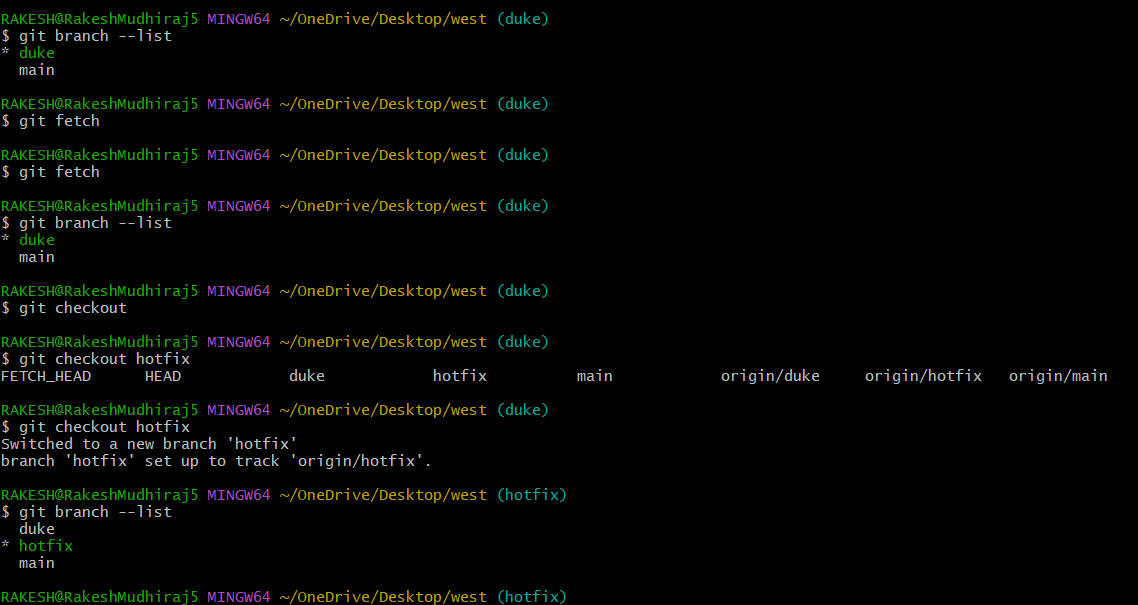 RAKESH@RakeshMudhiraj5 MINGW64 ~/OneDrive/Desktop/west (duke)
$ git branch --list
* duke
  main
RAKESH@RakeshMudhiraj5 MINGW64 ~/OneDrive/Desktop/west (duke)
$ git fetch
RAKESH@RakeshMudhiraj5 MINGW64 ~/OneDrive/Desktop/west (duke)
$ git fetch
RAKESH@RakeshMudhiraj5 MINGW64 ~/OneDrive/Desktop/west (duke)
$ git branch --list
* duke
  main
RAKESH@RakeshMudhiraj5 MINGW64 ~/OneDrive/Desktop/west (duke)
$ git checkout
RAKESH@RakeshMudhiraj5 MINGW64 ~/OneDrive/Desktop/west (duke)
$ git checkout hotfix
FETCH_HEAD      HEAD            duke            hotfix          main            origin/duke     origin/hotfix   origin/main
RAKESH@RakeshMudhiraj5 MINGW64 ~/OneDrive/Desktop/west (duke)
$ git checkout hotfix
Switched to a new branch 'hotfix'
branch 'hotfix' set up to track 'origin/hotfix'.
RAKESH@RakeshMudhiraj5 MINGW64 ~/OneDrive/Desktop/west (hotfix)
$ git branch --list
  duke
* hotfix
  main
RAKESH@RakeshMudhiraj5 MINGW64 ~/OneDrive/Desktop/west (hotfix)